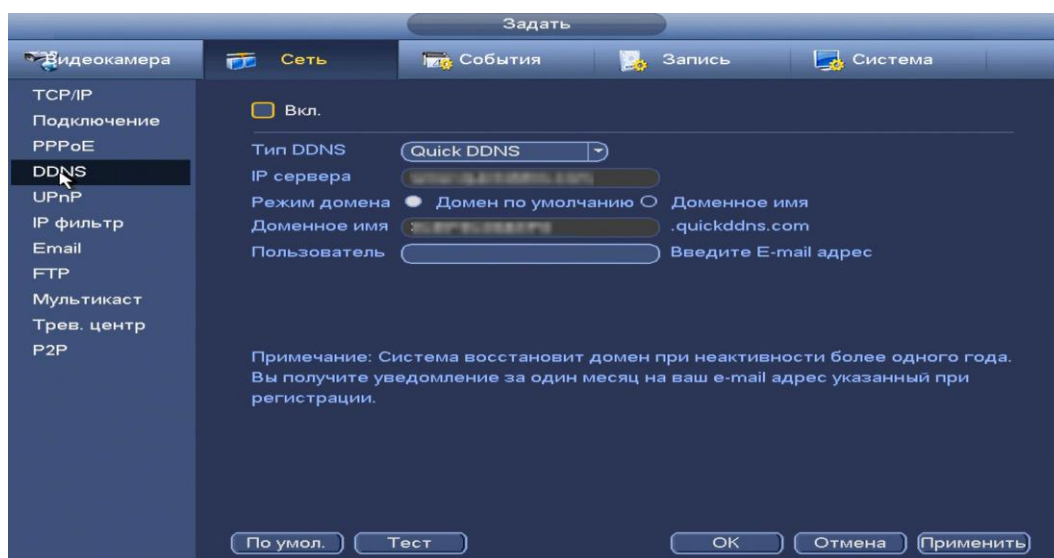 Задать
Видеокамера Сеть События Запись Система
TCP/IP
Подключение
PPPoE
DDNS
UPnP
IP фильтр
Email
FTP
Мультикаст
Трев. центр
P2P
Вкл.
Тип DDNS Quick DDNS
IP сервера
Режим домена Домен по умолчанию Доменное имя
Доменное имя .quickddns.com
Пользователь Введите E-mail адрес
Примечание: Система восстановит домен при неактивности более одного года.
Вы получите уведомление за один месяц на ваш e-mail адрес указанный при
регистрации.
По умол. Тест ОК Отмена Применить